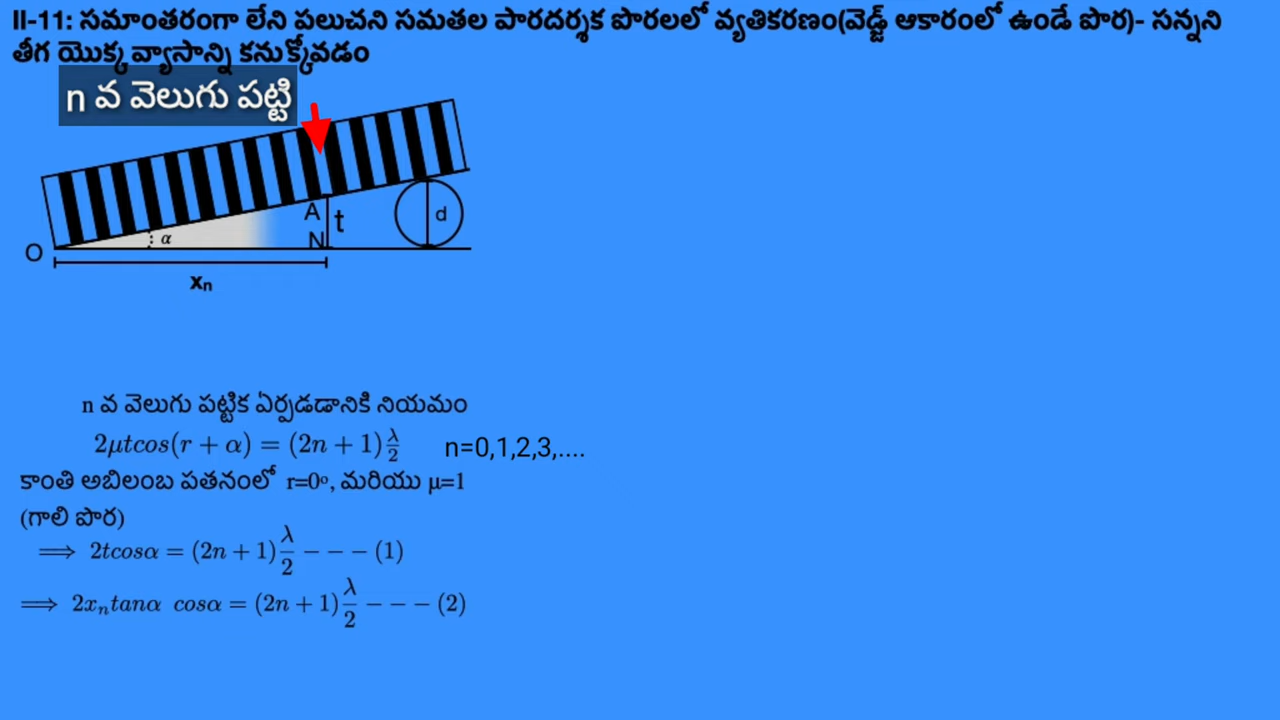 II-11: సమాంతరంగా లేని పలుచని సమతల పారదర్శక పొరలలో వ్యతికరణం(వెడ్జ్ ఆకారంలో ఉండే పొర)- సన్నని
తీగ యొక్క వ్యాసాన్ని కనుక్కోవడం
n వ వెలుగు పట్టి
A
t
d
α
O
N
xₙ
n వ వెలుగు పట్టిక ఏర్పడడానికి నియమం
2μtcos(r + α) = (2n + 1)λ/2 n=0,1,2,3,....
కాంతి అబిలంబ పతనంలో r=0º, మరియు μ=1
(గాలి పొర)
⟹ 2tcosα = (2n + 1)λ/2 − − − (1)
⟹ 2xₙtanα cosα = (2n + 1)λ/2 − − − (2)